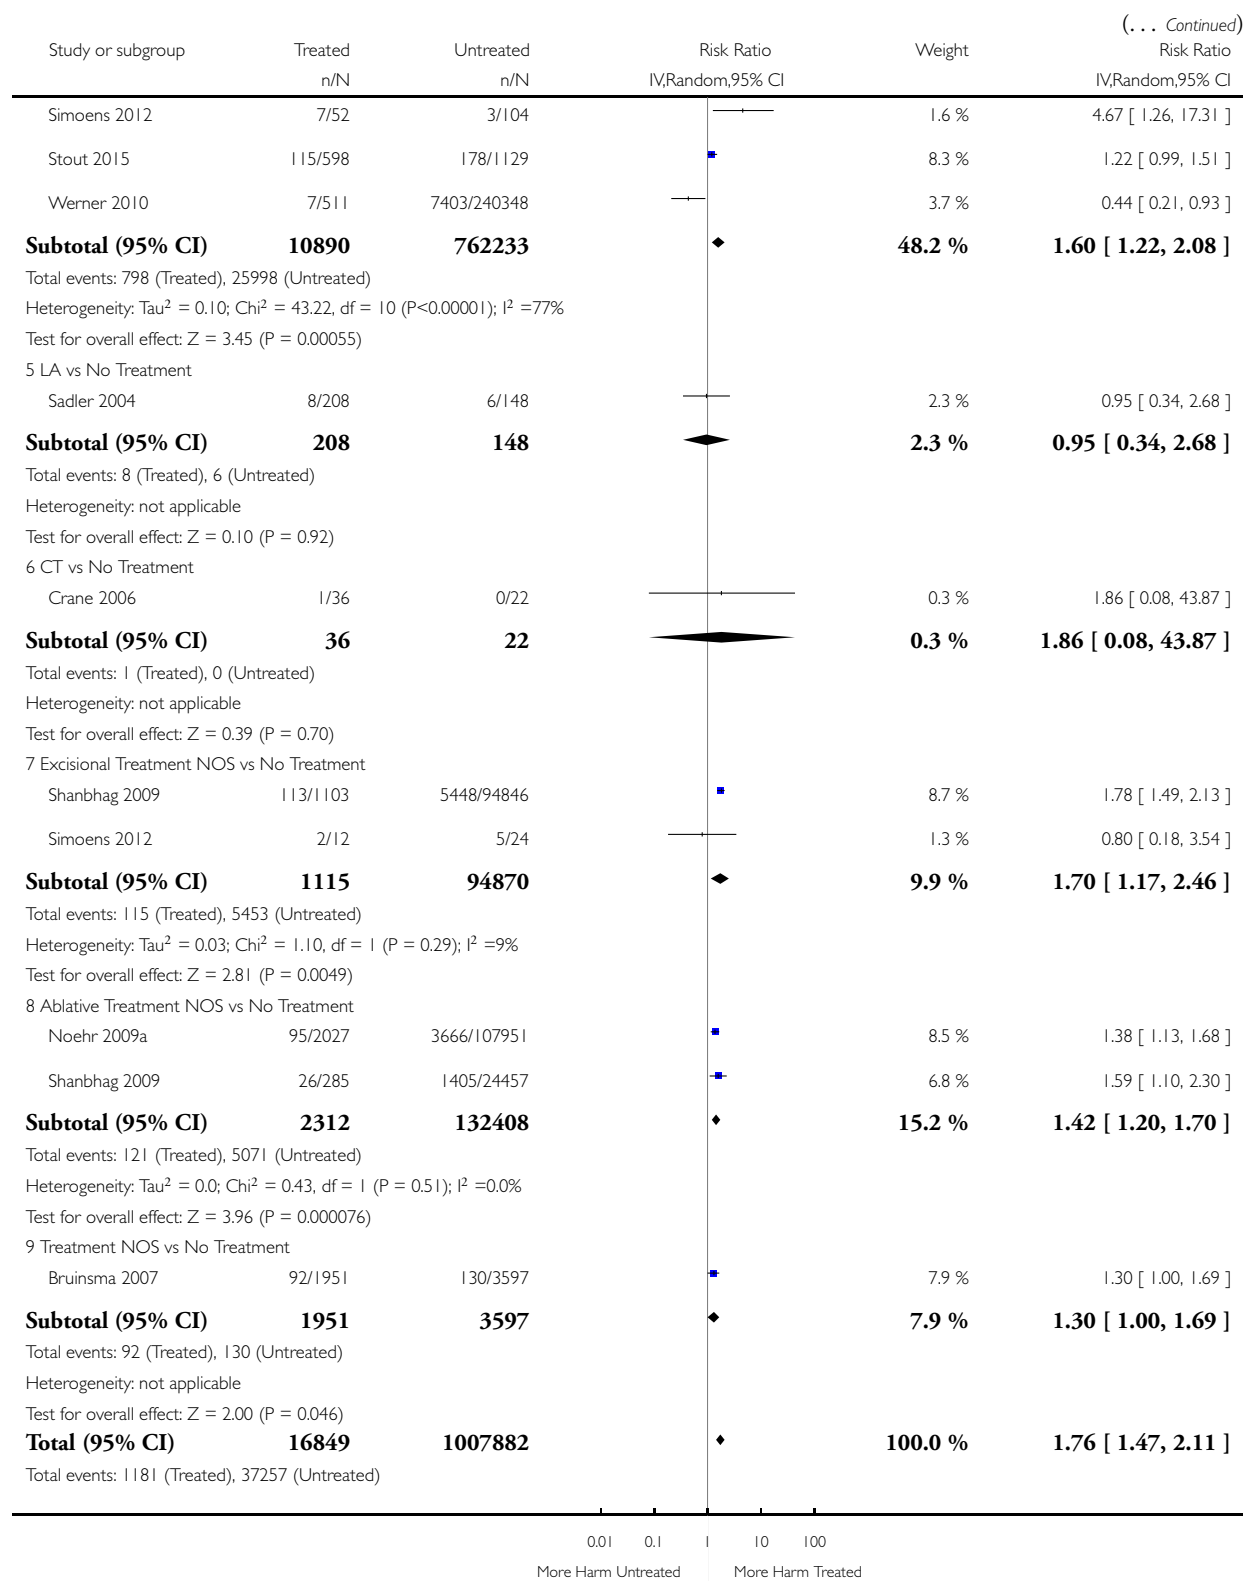 (... Continued)
Study or subgroup Treated Untreated Risk Ratio Weight Risk Ratio
n/N n/N IV,Random,95% CI IV,Random,95% CI
Simoens 2012 7/52 3/104 1.6 % 4.67 [ 1.26, 17.31 ]
Stout 2015 115/598 178/1129 8.3 % 1.22 [ 0.99, 1.51 ]
Werner 2010 7/511 7403/240348 3.7 % 0.44 [ 0.21, 0.93 ]
Subtotal (95% CI) 10890 762233 48.2 % 1.60 [ 1.22, 2.08 ]
Total events: 798 (Treated), 25998 (Untreated)
Heterogeneity: Tau² = 0.10; Chi² = 43.22, df = 10 (P<0.00001); I² =77%
Test for overall effect: Z = 3.45 (P = 0.00055)
5 LA vs No Treatment
Sadler 2004 8/208 6/148 2.3 % 0.95 [ 0.34, 2.68 ]
Subtotal (95% CI) 208 148 2.3 % 0.95 [ 0.34, 2.68 ]
Total events: 8 (Treated), 6 (Untreated)
Heterogeneity: not applicable
Test for overall effect: Z = 0.10 (P = 0.92)
6 CT vs No Treatment
Crane 2006 1/36 0/22 0.3 % 1.86 [ 0.08, 43.87 ]
Subtotal (95% CI) 36 22 0.3 % 1.86 [ 0.08, 43.87 ]
Total events: 1 (Treated), 0 (Untreated)
Heterogeneity: not applicable
Test for overall effect: Z = 0.39 (P = 0.70)
7 Excisional Treatment NOS vs No Treatment
Shanbhag 2009 113/1103 5448/94846 8.7 % 1.78 [ 1.49, 2.13 ]
Simoens 2012 2/12 5/24 1.3 % 0.80 [ 0.18, 3.54 ]
Subtotal (95% CI) 1115 94870 9.9 % 1.70 [ 1.17, 2.46 ]
Total events: 115 (Treated), 5453 (Untreated)
Heterogeneity: Tau² = 0.03; Chi² = 1.10, df = 1 (P = 0.29); I² =9%
Test for overall effect: Z = 2.81 (P = 0.0049)
8 Ablative Treatment NOS vs No Treatment
Noehr 2009a 95/2027 3666/107951 8.5 % 1.38 [ 1.13, 1.68 ]
Shanbhag 2009 26/285 1405/24457 6.8 % 1.59 [ 1.10, 2.30 ]
Subtotal (95% CI) 2312 132408 15.2 % 1.42 [ 1.20, 1.70 ]
Total events: 121 (Treated), 5071 (Untreated)
Heterogeneity: Tau² = 0.0; Chi² = 0.43, df = 1 (P = 0.51); I² =0.0%
Test for overall effect: Z = 3.96 (P = 0.000076)
9 Treatment NOS vs No Treatment
Bruinsma 2007 92/1951 130/3597 7.9 % 1.30 [ 1.00, 1.69 ]
Subtotal (95% CI) 1951 3597 7.9 % 1.30 [ 1.00, 1.69 ]
Total events: 92 (Treated), 130 (Untreated)
Heterogeneity: not applicable
Test for overall effect: Z = 2.00 (P = 0.046)
Total (95% CI) 16849 1007882 100.0 % 1.76 [ 1.47, 2.11 ]
Total events: 1181 (Treated), 37257 (Untreated)
0.01 0.1 1 10 100
More Harm Untreated More Harm Treated